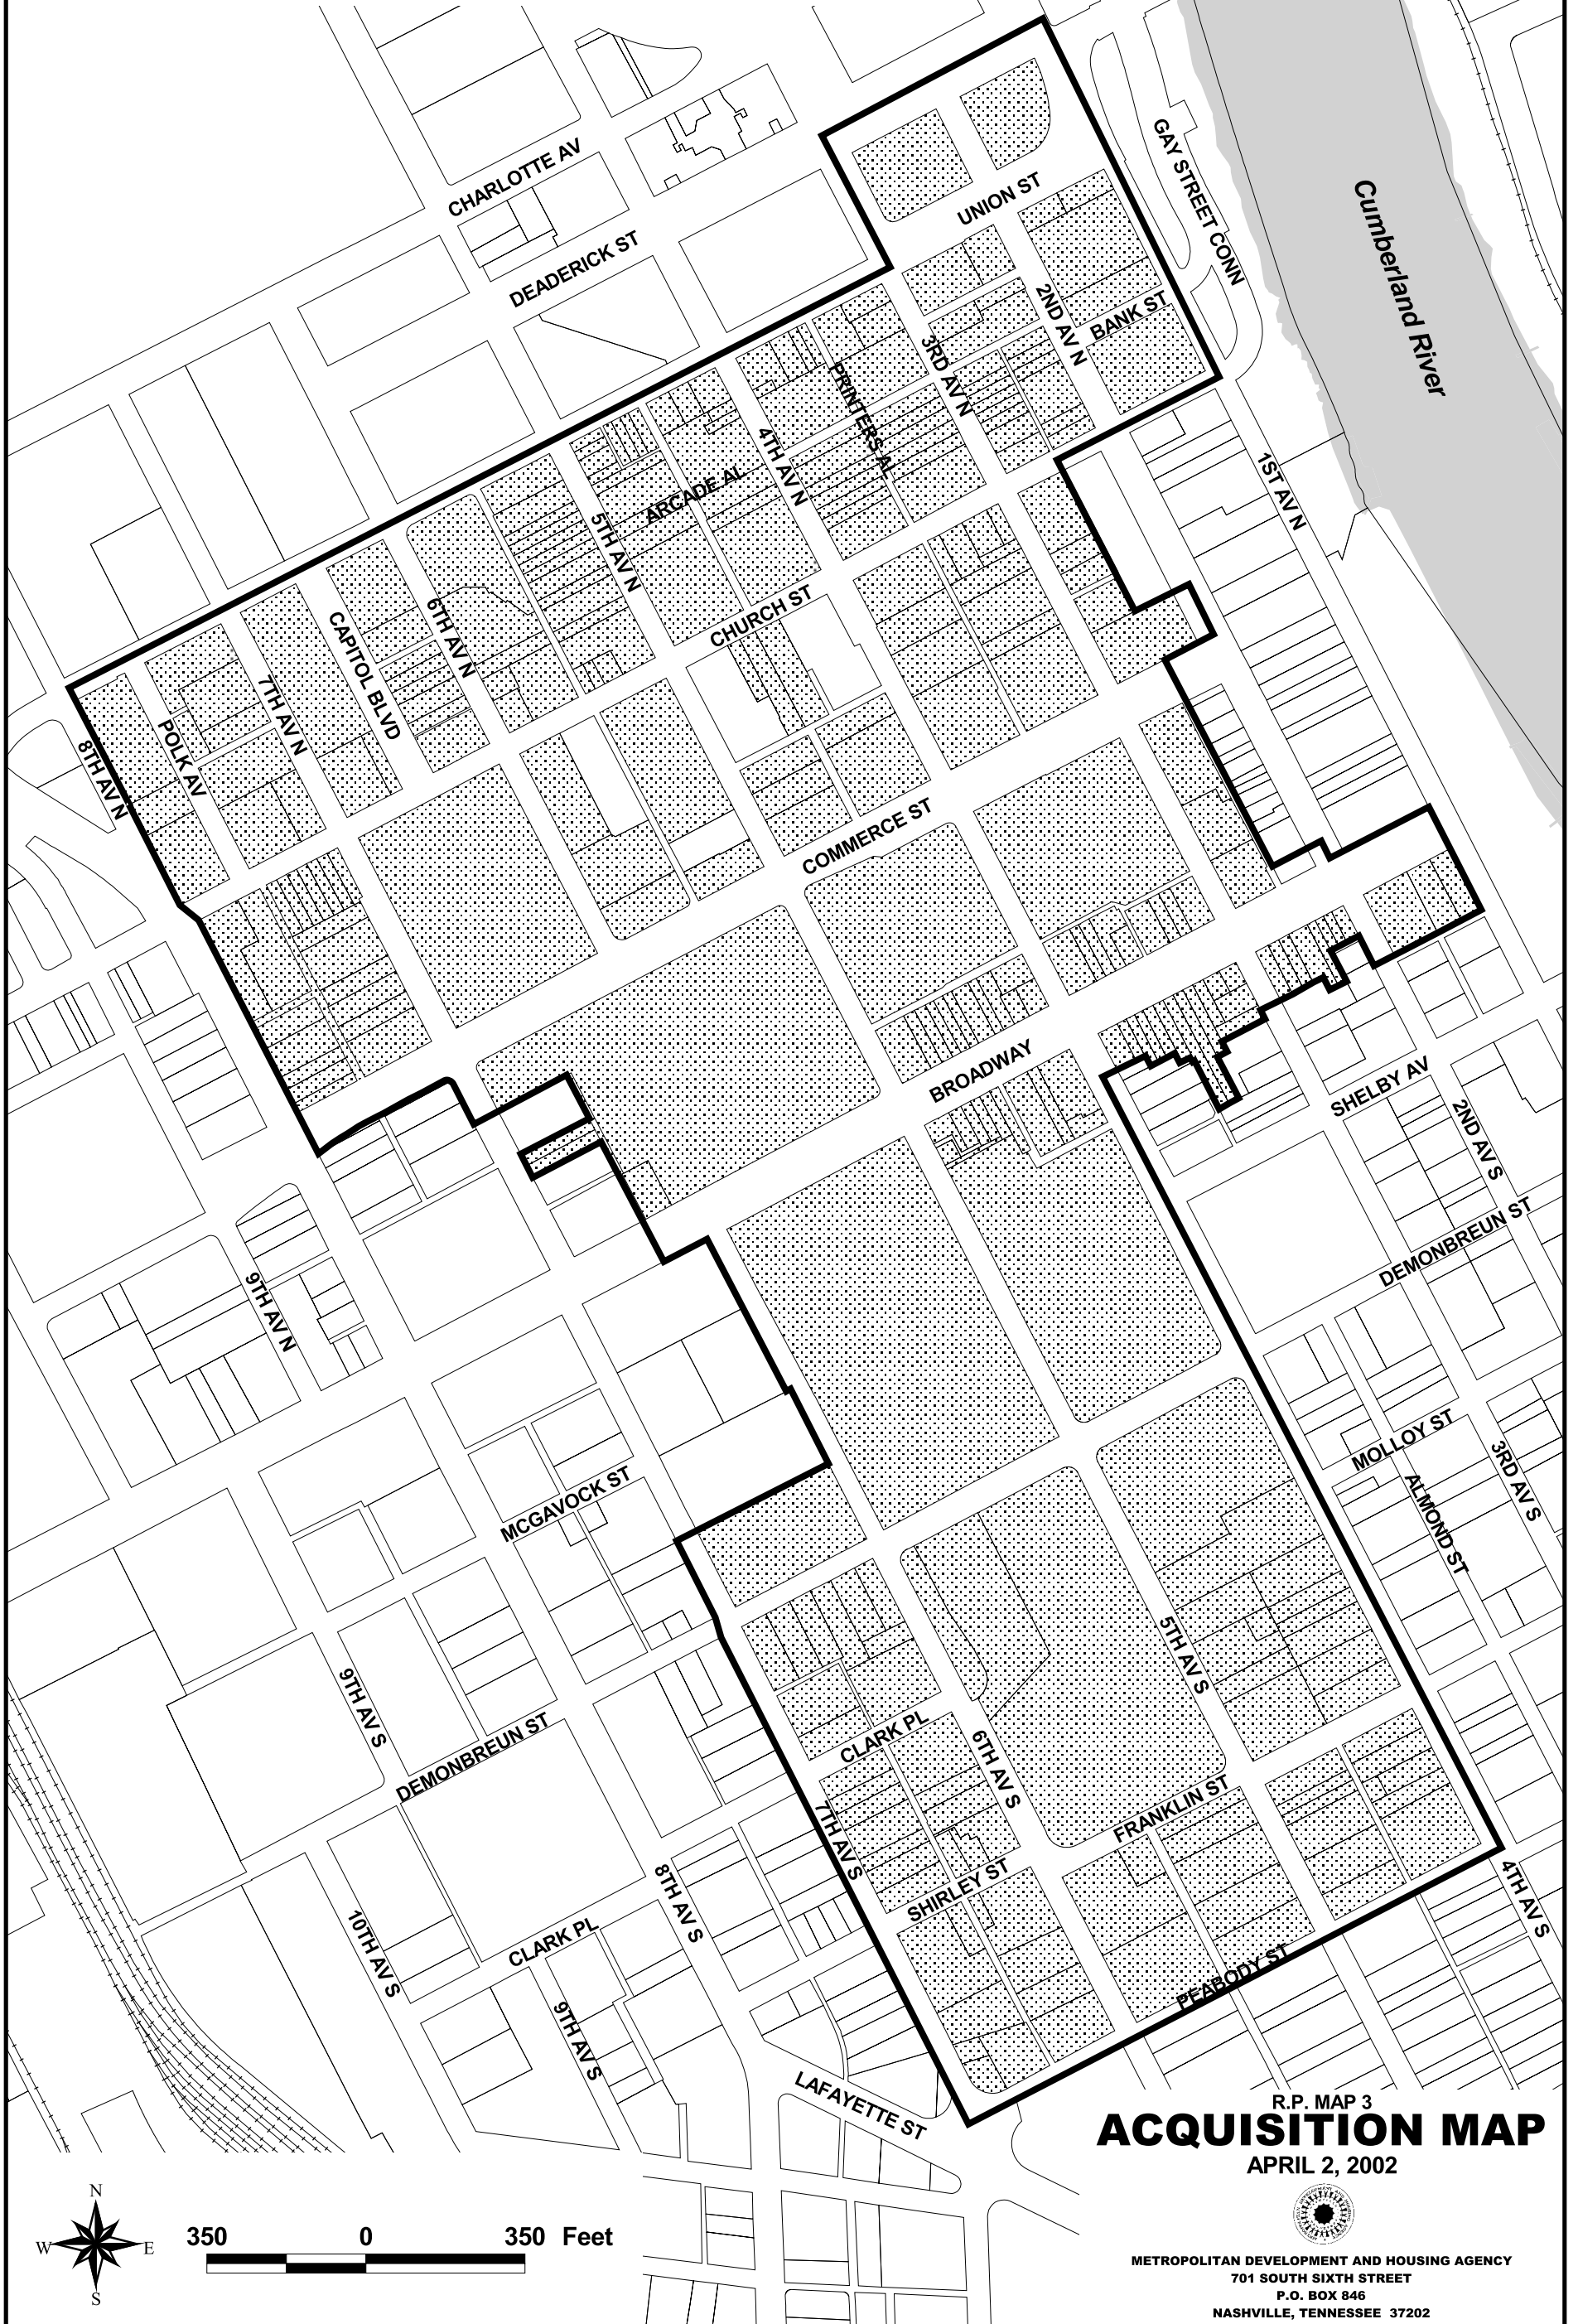 CHARLOTTE AV
DEADERICK ST
UNION ST
GAY STREET CONN
Cumberland River
2ND AV N
BANK ST
3RD AV N
PRINTERS AL
4TH AV N
ARCADE AL
5TH AV N
1ST AV N
CHURCH ST
6TH AV N
CAPITOL BLVD
7TH AV N
POLK AV
8TH AV N
COMMERCE ST
BROADWAY
SHELBY AV
2ND AV S
DEMONBREUN ST
9TH AV N
MOLLOY ST
ALMOND ST
3RD AV S
MCGAVOCK ST
5TH AV S
9TH AV S
DEMONBREUN ST
CLARK PL
6TH AV S
FRANKLIN ST
7TH AV S
8TH AV S
SHIRLEY ST
4TH AV S
10TH AV S
CLARK PL
PEABODY ST
9TH AV S
LAFAYETTE ST
R.P. MAP 3
ACQUISITION MAP
APRIL 2, 2002
N
W E
S
350 0 350 Feet
METROPOLITAN DEVELOPMENT AND HOUSING AGENCY
701 SOUTH SIXTH STREET
P.O. BOX 846
NASHVILLE, TENNESSEE 37202